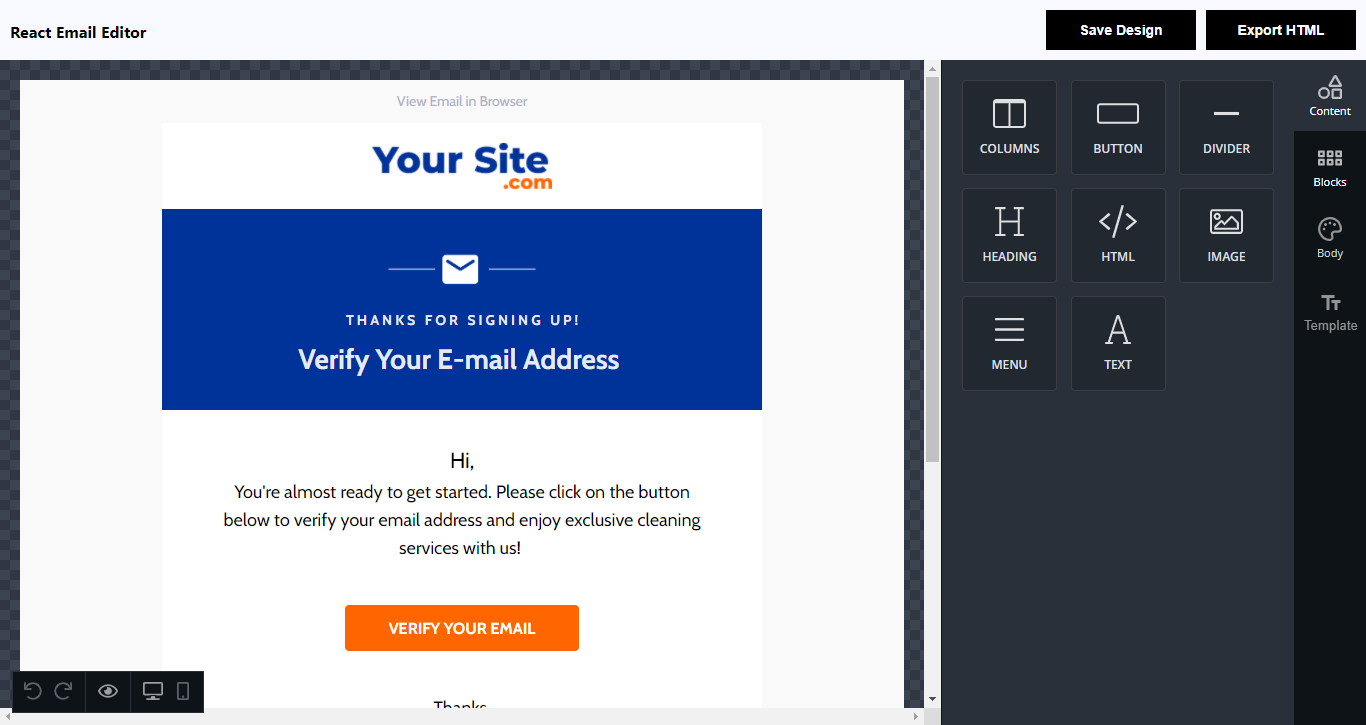 React Email Editor
Save Design
Export HTML
View Email in Browser
Your Site
.com
THANKS FOR SIGNING UP!
Verify Your E-mail Address
Hi,
You're almost ready to get started. Please click on the button
below to verify your email address and enjoy exclusive cleaning
services with us!
VERIFY YOUR EMAIL
Thanks
COLUMNS
BUTTON
DIVIDER
HEADING
HTML
IMAGE
MENU
TEXT
Content
Blocks
Body
Template